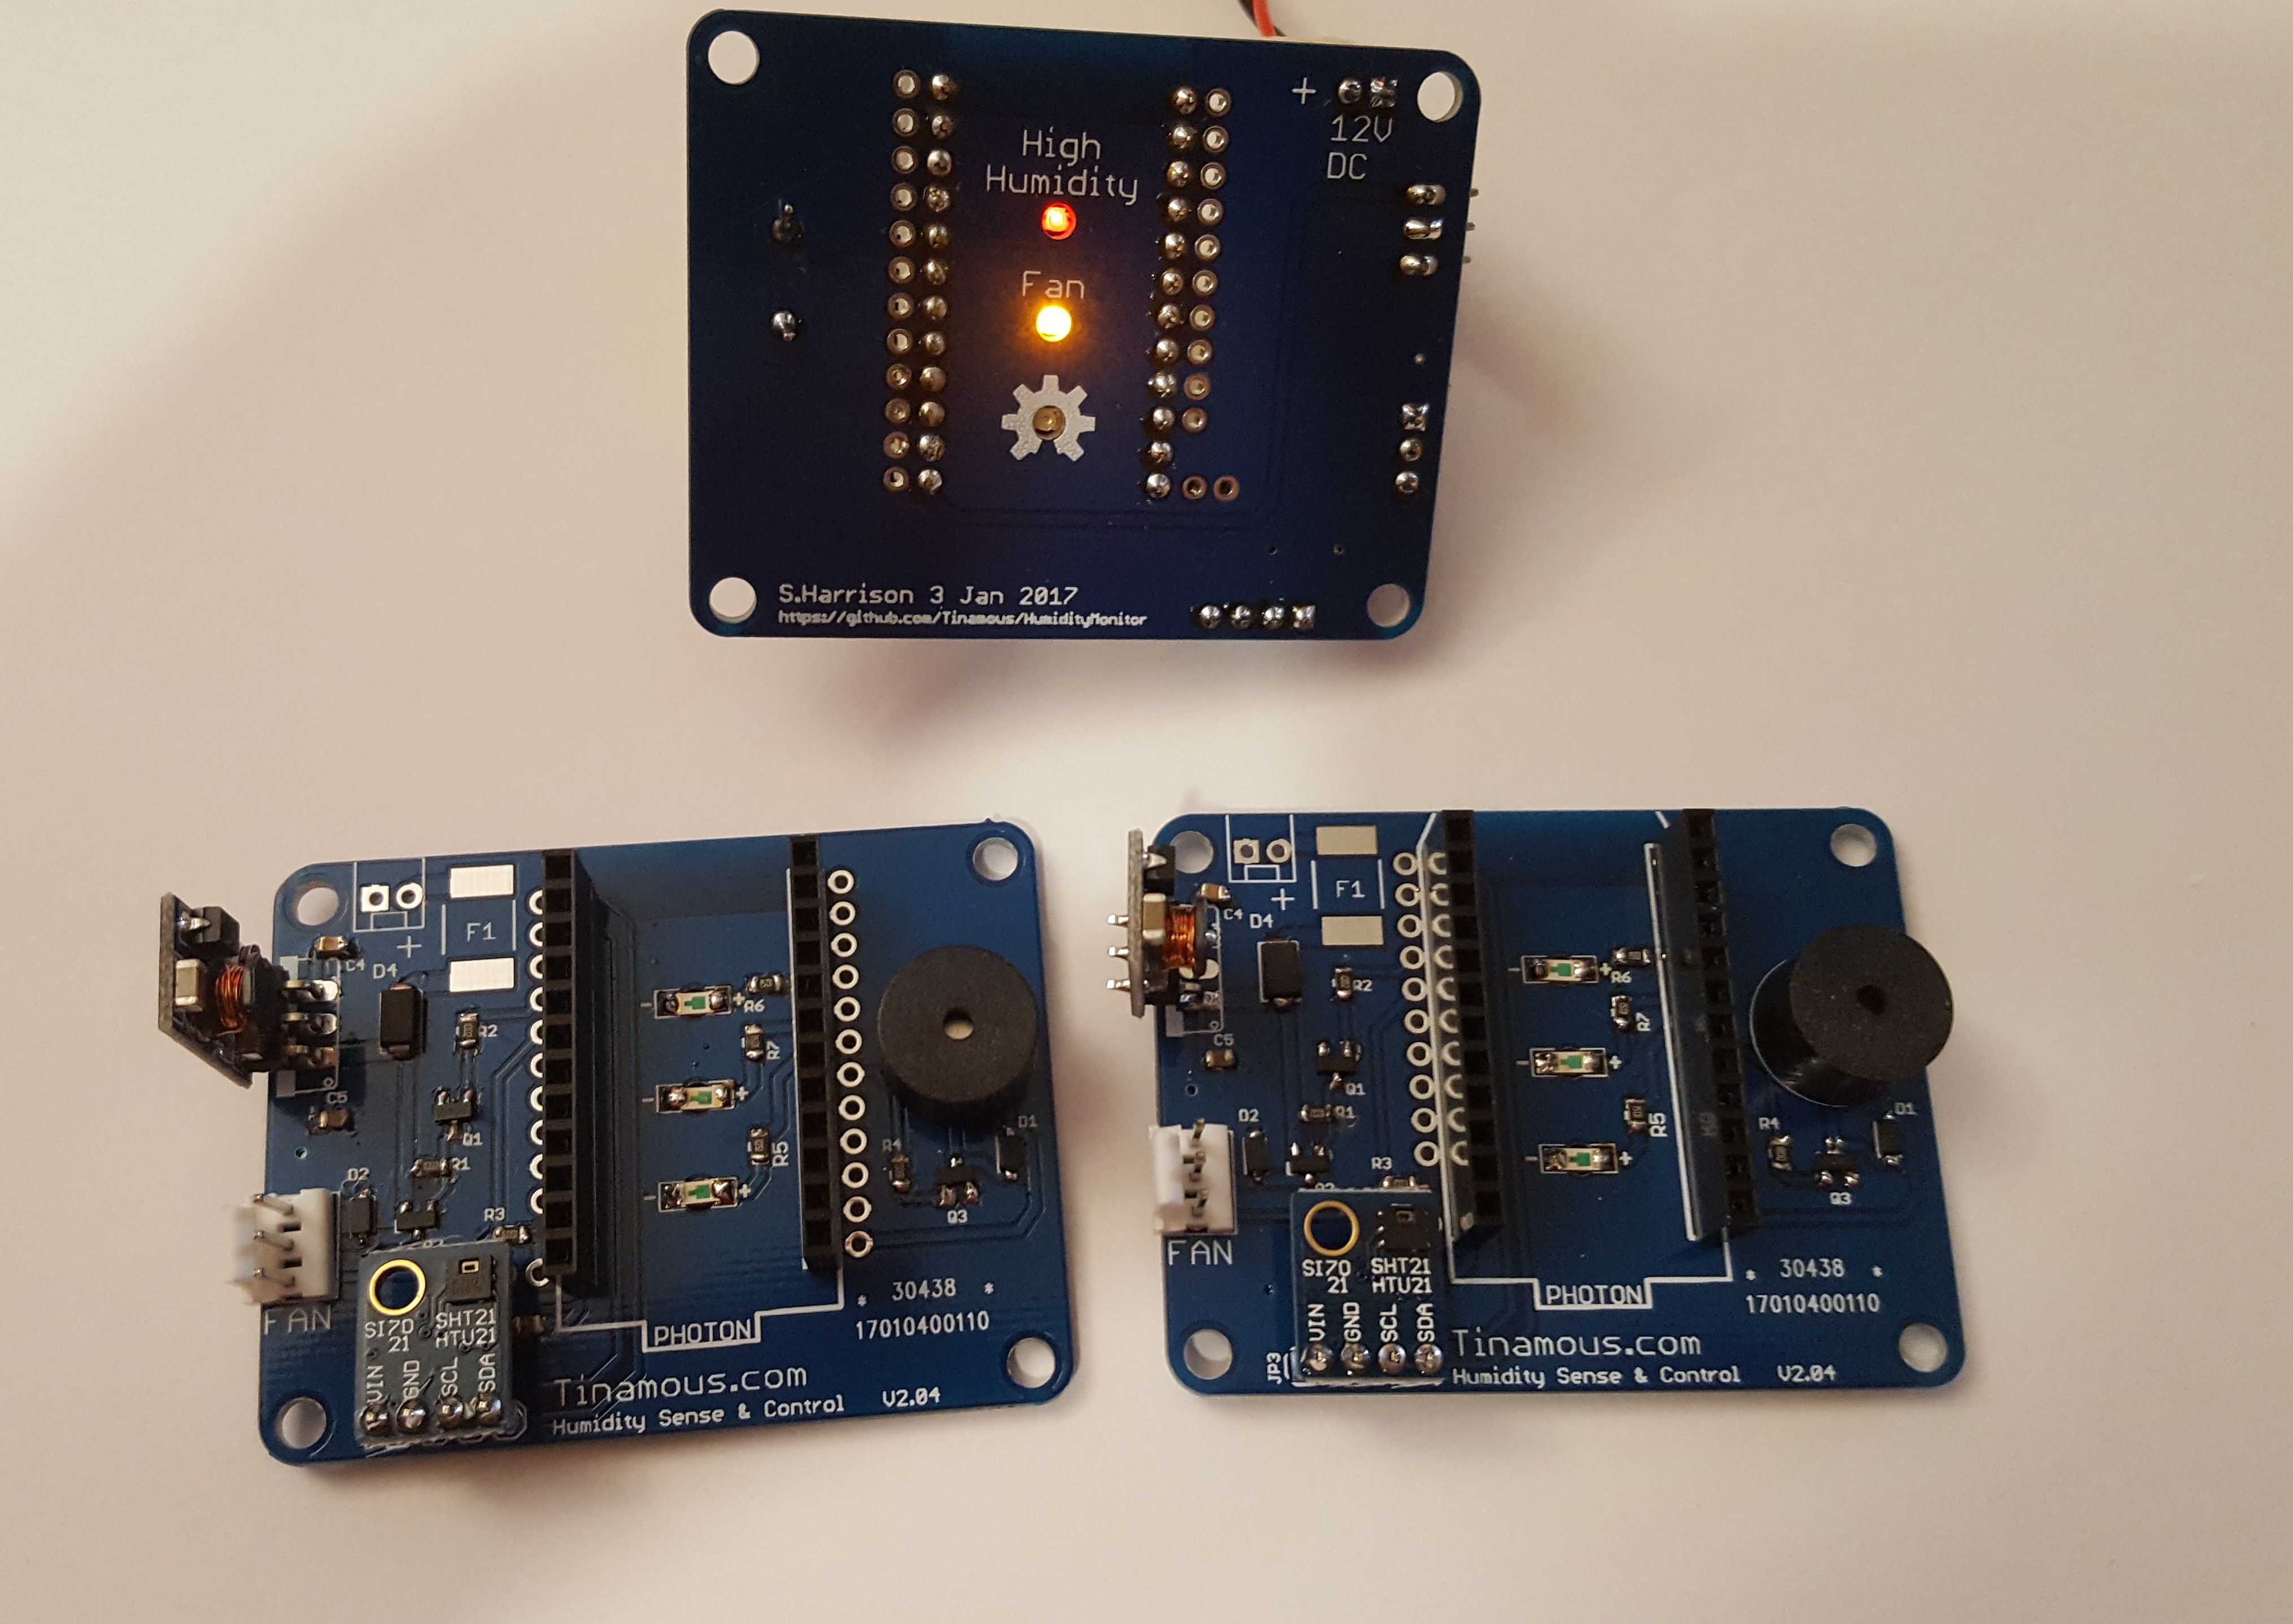 +
12V
DC
High
Humidity
Fan
S.Harrison 3 Jan 2017
https://github.com/Tinamous/HumidityMonitor
+
F1
C4
D4
R2
C5
Q1
R1
D2
R3
FAN
- + R6
R7
- +
R5
- +
R4
D1
Q3
SI70
21
SHT21
HTU21
VIN
GND
SCL
SDA
PHOTON
* 30438 *
17010400110
Tinamous.com
Humidity Sense & Control V2.04
+
F1
C4
D4
R2
C5
Q1
R1
D2
R3
FAN
- + R6
R7
- +
R5
- +
R4
D1
Q3
SI70
21
SHT21
HTU21
VIN
GND
SCL
SDA
JP3
PHOTON
* 30438 *
17010400110
Tinamous.com
Humidity Sense & Control V2.04